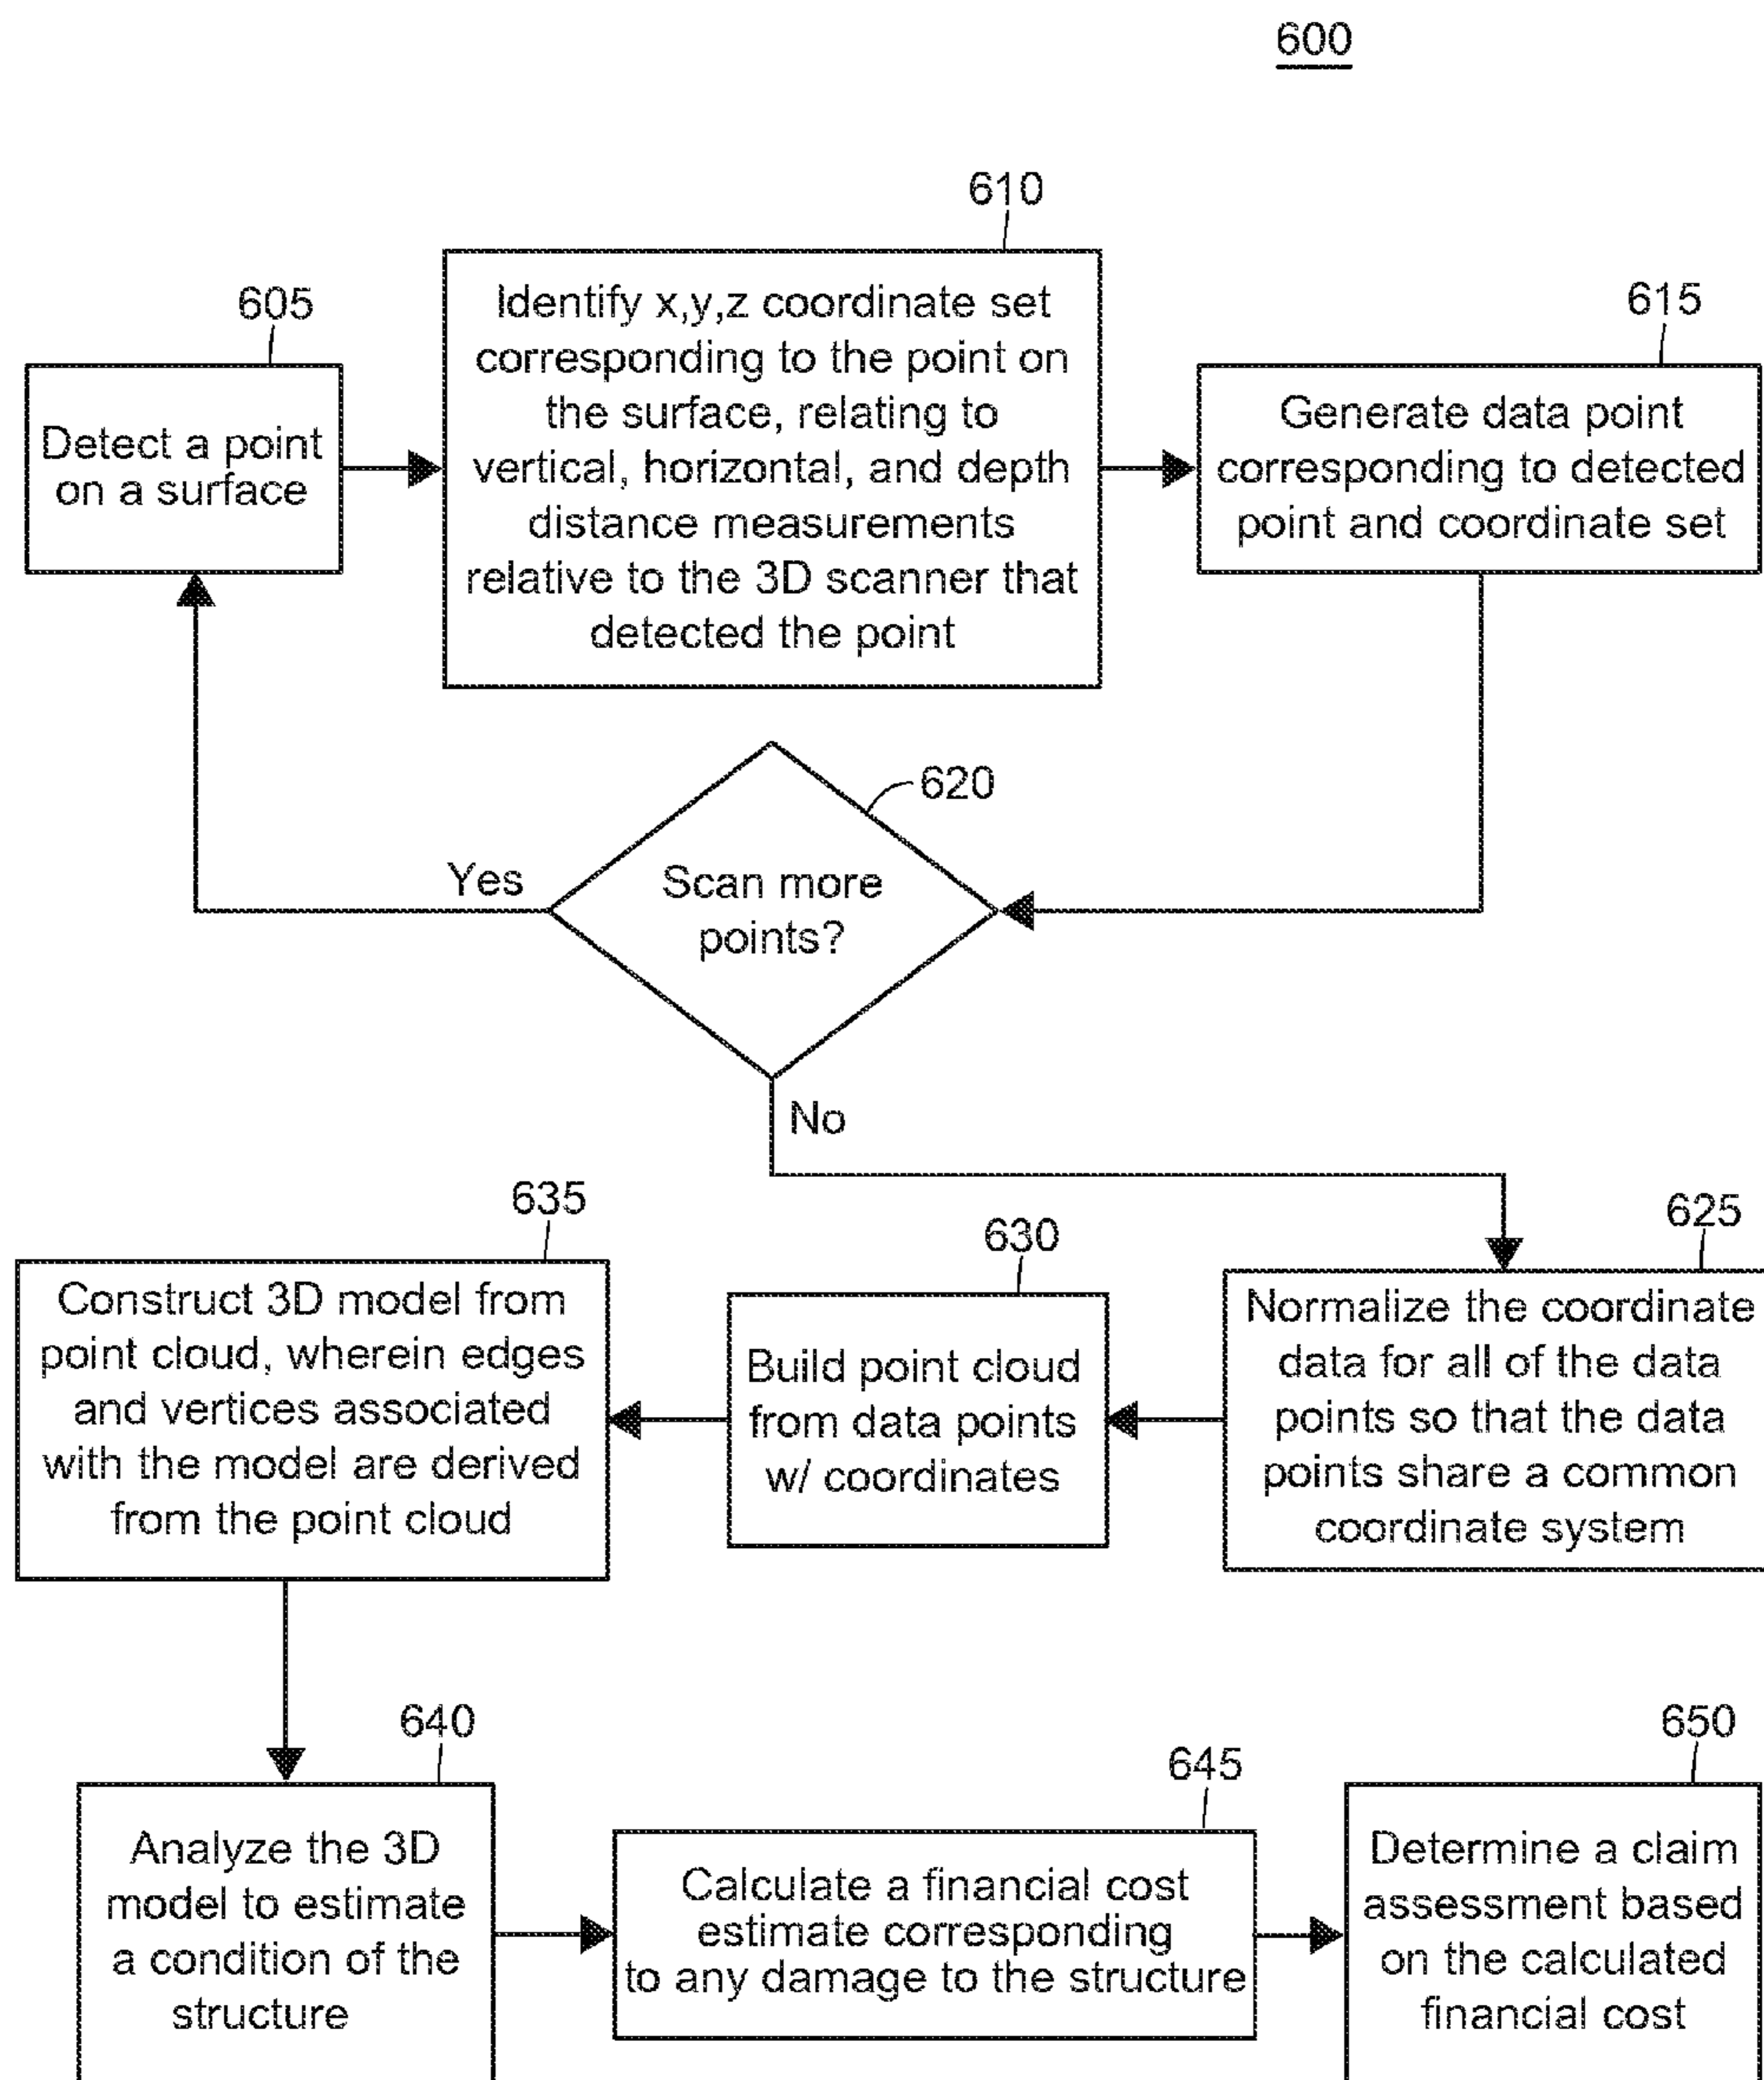 600
605
Detect a point
on a surface
610
Identify x,y,z coordinate set
corresponding to the point on
the surface, relating to
vertical, horizontal, and depth
distance measurements
relative to the 3D scanner that
detected the point
615
Generate data point
corresponding to detected
point and coordinate set
620
Scan more
points?
Yes
No
625
Normalize the coordinate
data for all of the data
points so that the data
points share a common
coordinate system
630
Build point cloud
from data points
w/ coordinates
635
Construct 3D model from
point cloud, wherein edges
and vertices associated
with the model are derived
from the point cloud
640
Analyze the 3D
model to estimate
a condition of the
structure
645
Calculate a financial cost
estimate corresponding
to any damage to the structure
650
Determine a claim
assessment based
on the calculated
financial cost